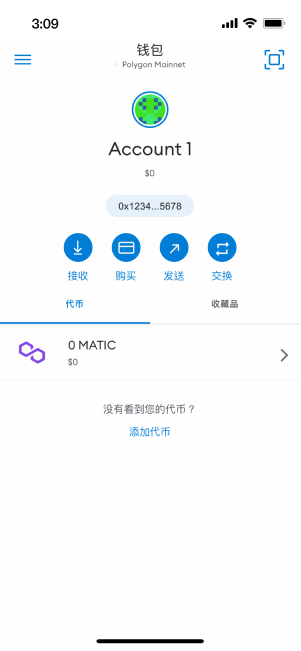 3:09
钱包
Polygon Mainnet
Account 1
$0
0x1234...5678
接收 购买 发送 交换
代币 收藏品
0 MATIC
$0
没有看到您的代币？
添加代币